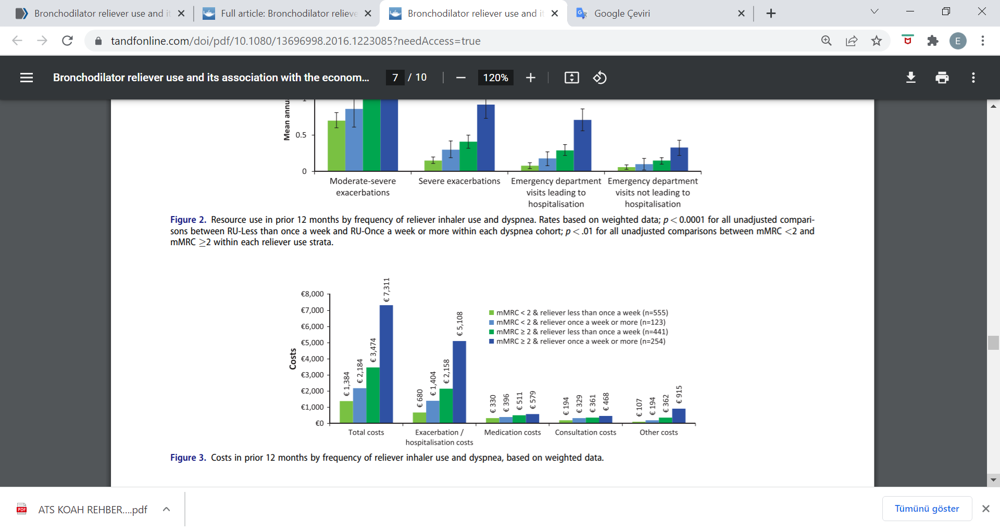 Bronchodilator reliever use and it
Full article: Bronchodilator relieve
Bronchodilator reliever use and it
Google Çeviri
tandfonline.com/doi/pdf/10.1080/13696998.2016.1223085?needAccess=true
E
Bronchodilator reliever use and its association with the econom...
7 / 10
120%
Mean annu
1
0.5
0
Moderate-severe exacerbations
Severe exacerbations
Emergency department visits leading to hospitalisation
Emergency department visits not leading to hospitalisation
Figure 2. Resource use in prior 12 months by frequency of reliever inhaler use and dyspnea. Rates based on weighted data; p < 0.0001 for all unadjusted compari-
sons between RU-Less than once a week and RU-Once a week or more within each dyspnea cohort; p < .01 for all unadjusted comparisons between mMRC <2 and
mMRC ≥2 within each reliever use strata.
Costs
€8,000
€7,000
€6,000
€5,000
€4,000
€3,000
€2,000
€1,000
€0
€ 1,384
€ 2,184
€ 3,474
€ 7,311
€ 680
€ 1,404
€ 2,158
€ 5,108
€ 330
€ 396
€ 511
€ 579
€ 194
€ 329
€ 361
€ 468
€ 107
€ 194
€ 362
€ 915
mMRC < 2 & reliever less than once a week (n=555)
mMRC < 2 & reliever once a week or more (n=123)
mMRC ≥ 2 & reliever less than once a week (n=441)
mMRC ≥ 2 & reliever once a week or more (n=254)
Total costs
Exacerbation / hospitalisation costs
Medication costs
Consultation costs
Other costs
Figure 3. Costs in prior 12 months by frequency of reliever inhaler use and dyspnea, based on weighted data.
PDF
ATS KOAH REHBER....pdf
Tümünü göster